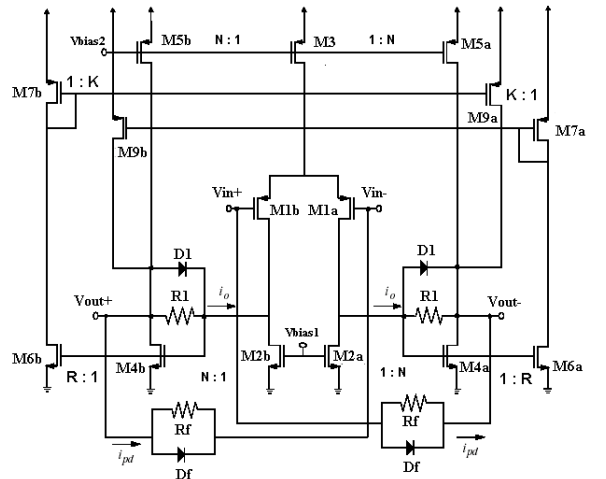 Vbias2
M5b
N : 1
M3
1 : N
M5a
M7b
1 : K
K : 1
M9b
M9a
M7a
Vin+
M1b
M1a
Vin-
D1
D1
Vout+
R1
io
Vbias1
io
R1
Vout-
M6b
R : 1
M4b
N : 1
M2b
M2a
1 : N
M4a
1 : R
M6a
Rf
ipd
Df
Rf
ipd
Df